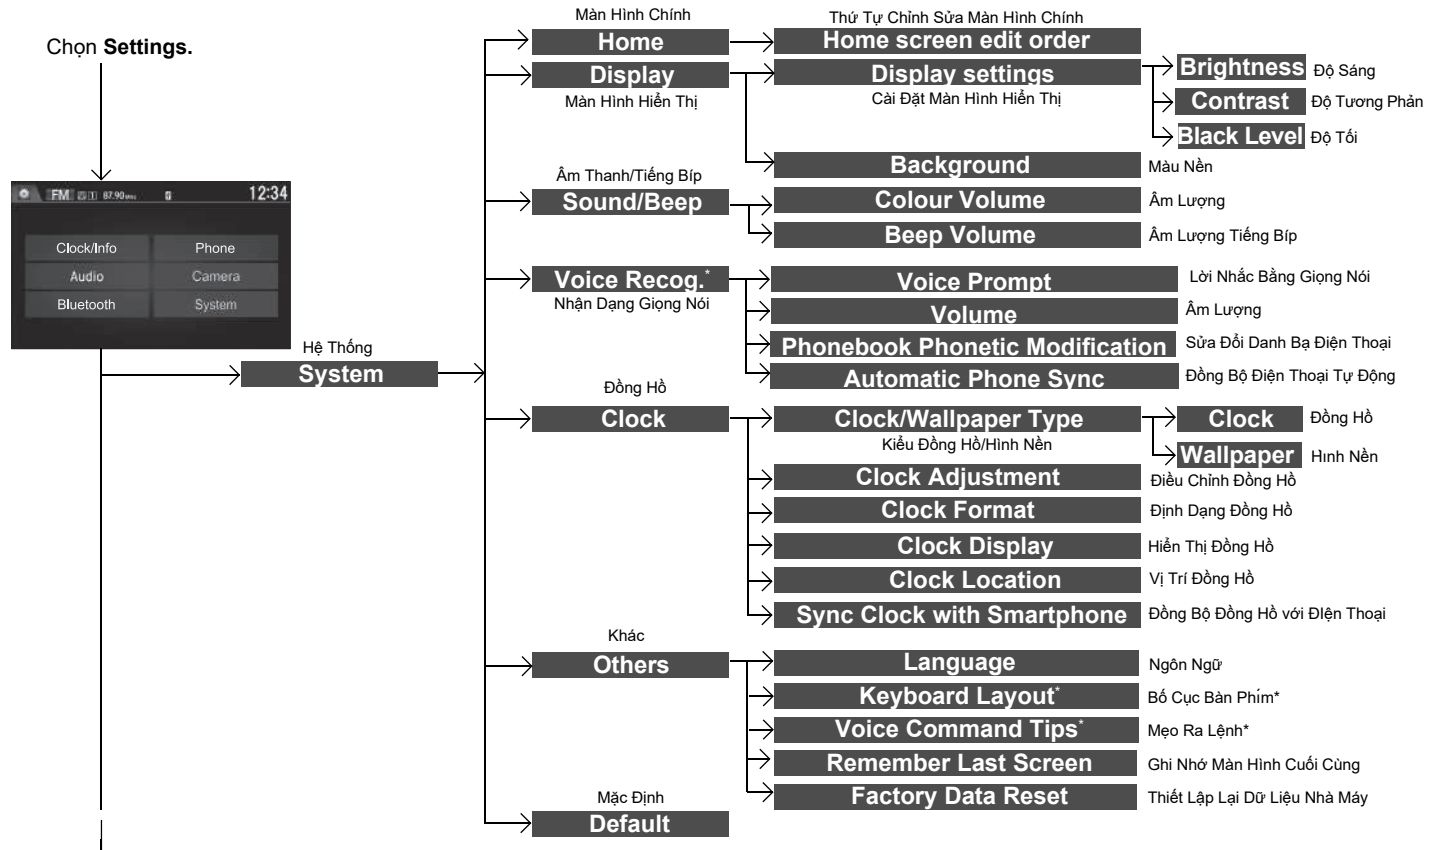 Chọn Settings.
FM 87.90 MHz 12:34
Clock/Info Phone
Audio Camera
Bluetooth System
Hệ Thống
System
Màn Hình Chính
Home
Thứ Tự Chỉnh Sửa Màn Hình Chính
Home screen edit order
Display
Màn Hình Hiển Thị
Display settings
Cài Đặt Màn Hình Hiển Thị
Brightness Độ Sáng
Contrast Độ Tương Phản
Black Level Độ Tối
Background Màu Nền
Âm Thanh/Tiếng Bíp
Sound/Beep
Colour Volume Âm Lượng
Beep Volume Âm Lượng Tiếng Bíp
Voice Recog.*
Nhận Dạng Giọng Nói
Voice Prompt Lời Nhắc Bằng Giọng Nói
Volume Âm Lượng
Phonebook Phonetic Modification Sửa Đổi Danh Bạ Điện Thoại
Automatic Phone Sync Đồng Bộ Điện Thoại Tự Động
Đồng Hồ
Clock
Clock/Wallpaper Type
Kiểu Đồng Hồ/Hình Nền
Clock Đồng Hồ
Wallpaper Hınh Nền
Clock Adjustment Điều Chỉnh Đồng Hồ
Clock Format Định Dạng Đồng Hồ
Clock Display Hiển Thị Đồng Hồ
Clock Location Vị Trí Đồng Hồ
Sync Clock with Smartphone Đồng Bộ Đồng Hồ với Điện Thoại
Khác
Others
Language Ngôn Ngữ
Keyboard Layout* Bố Cục Bàn Phím*
Voice Command Tips* Mẹo Ra Lệnh*
Remember Last Screen Ghi Nhớ Màn Hình Cuối Cùng
Factory Data Reset Thiết Lập Lại Dữ Liệu Nhà Máy
Mặc Định
Default